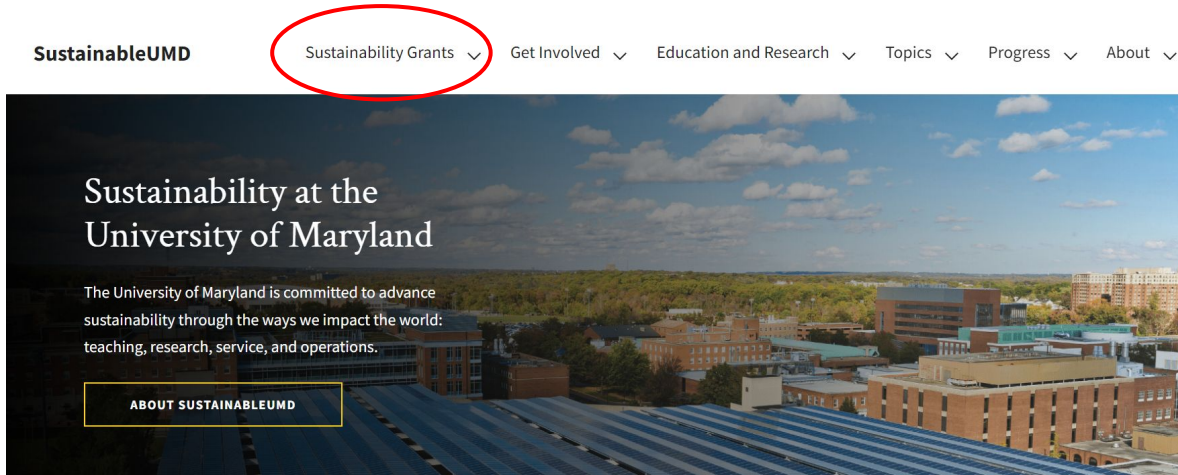 SustainableUMD
Sustainability Grants
Get Involved
Education and Research
Topics
Progress
About
Sustainability at the
University of Maryland
The University of Maryland is committed to advance
sustainability through the ways we impact the world:
teaching, research, service, and operations.
ABOUT SUSTAINABLEUMD